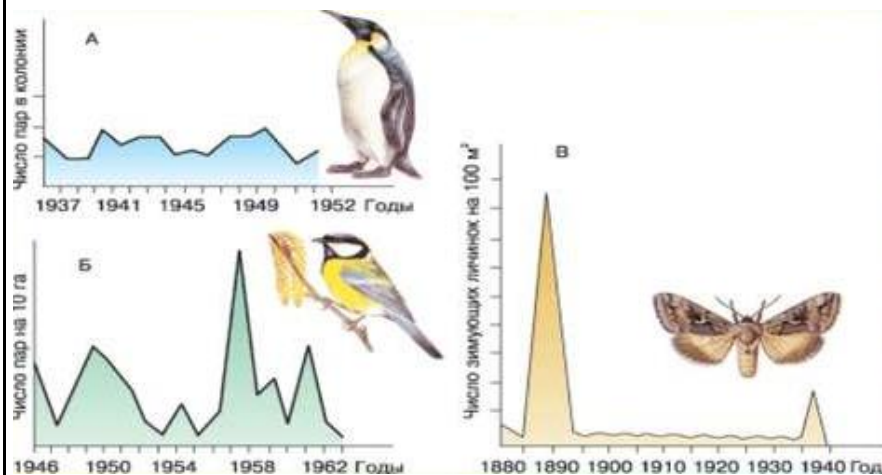 А
Число пар в колонии
1937 1941 1945 1949 1952 Годы
Б
Число пар на 10 га
1946 1950 1954 1958 1962 Годы
В
Число зимующих личинок на 100 м²
1880 1890 1900 1910 1920 1930 1940 Год